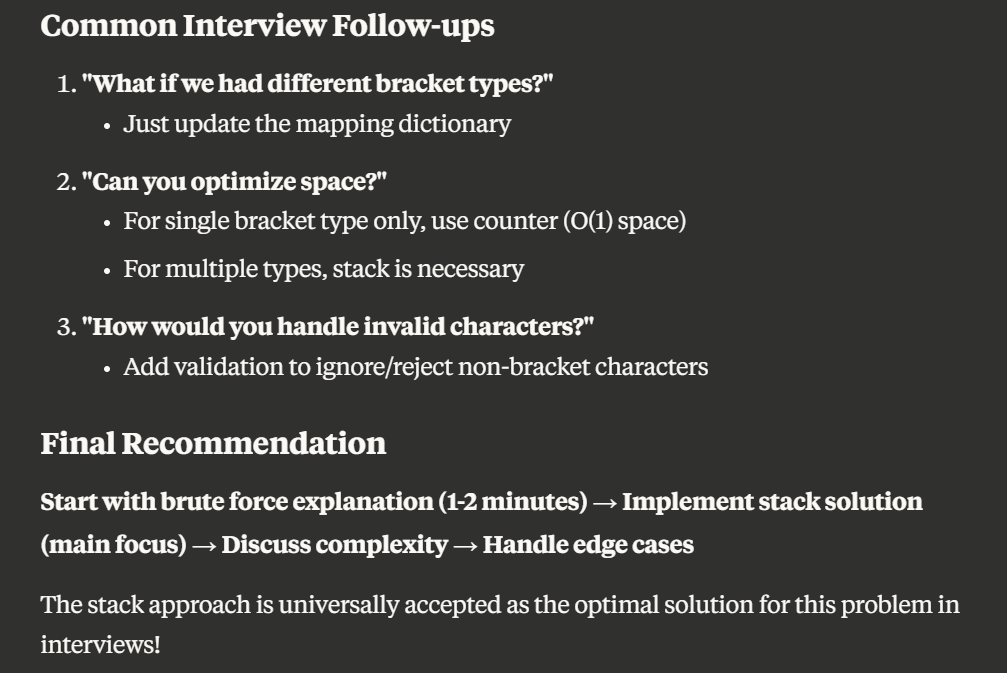 Common Interview Follow-ups
1. "What if we had different bracket types?"
• Just update the mapping dictionary
2. "Can you optimize space?"
• For single bracket type only, use counter (O(1) space)
• For multiple types, stack is necessary
3. "How would you handle invalid characters?"
• Add validation to ignore/reject non-bracket characters
Final Recommendation
Start with brute force explanation (1-2 minutes) → Implement stack solution
(main focus) → Discuss complexity → Handle edge cases
The stack approach is universally accepted as the optimal solution for this problem in
interviews!